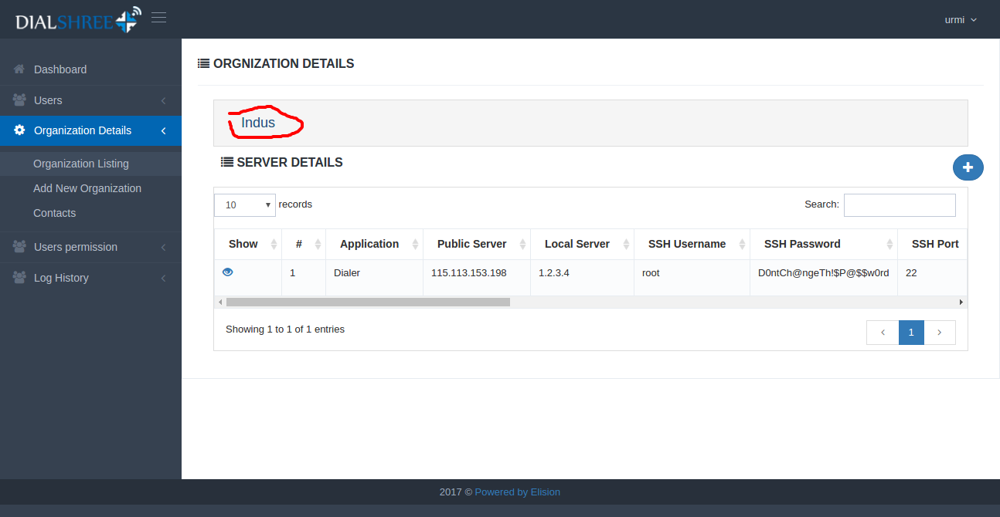 DIALSHREE
urmi
Dashboard
Users
Organization Details
Organization Listing
Add New Organization
Contacts
Users permission
Log History
ORGNIZATION DETAILS
Indus
SERVER DETAILS
10 records Search:
Show # Application Public Server Local Server SSH Username SSH Password SSH Port
1 Dialer 115.113.153.198 1.2.3.4 root D0ntCh@ngeTh!$P@$$w0rd 22
Showing 1 to 1 of 1 entries
1
2017 © Powered by Elision